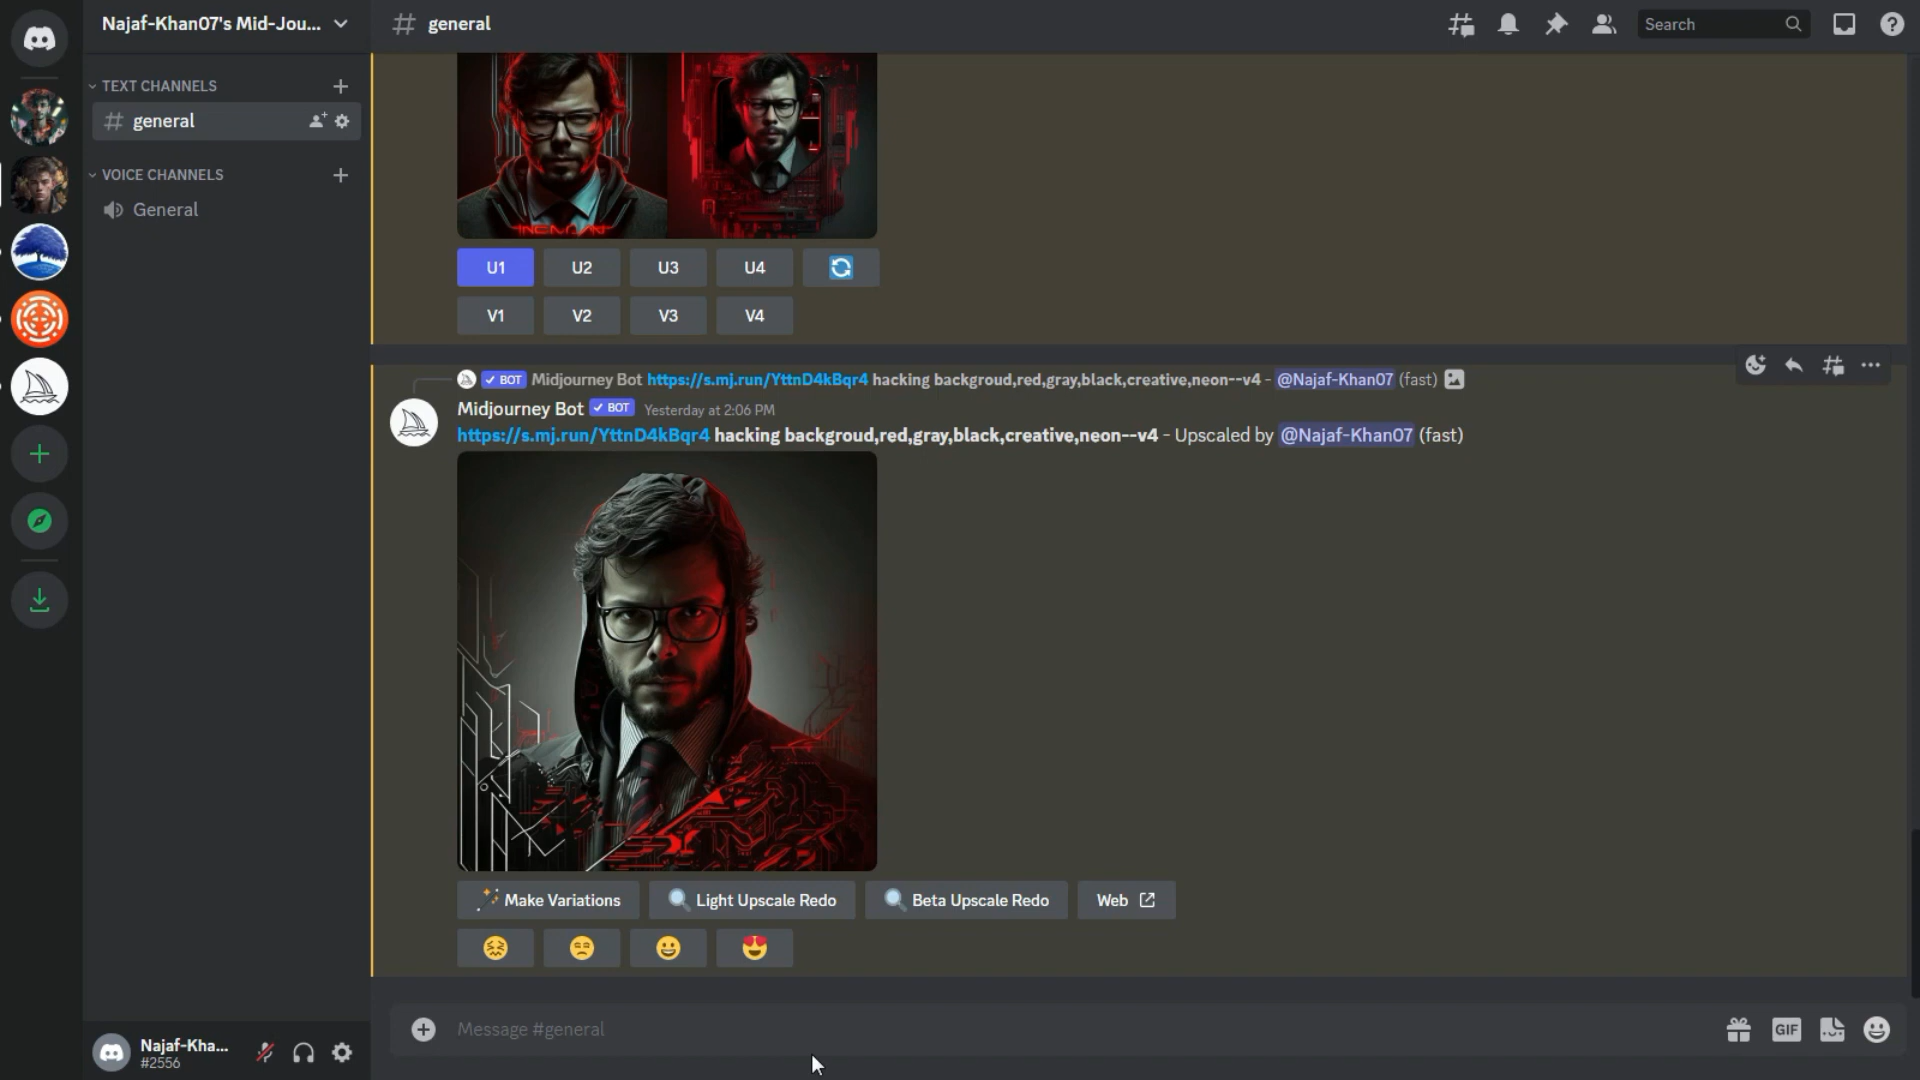 Najaf-Khan07's Mid-Jou...
general
Search
TEXT CHANNELS
general
VOICE CHANNELS
General
U1 U2 U3 U4
V1 V2 V3 V4
BOT Midjourney Bot https://s.mj.run/YttnD4kBqr4 hacking backgroud,red,gray,black,creative,neon--v4 - @Najaf-Khan07 (fast)
Midjourney Bot BOT Yesterday at 2:06 PM
https://s.mj.run/YttnD4kBqr4 hacking backgroud,red,gray,black,creative,neon--v4 - Upscaled by @Najaf-Khan07 (fast)
Make Variations Light Upscale Redo Beta Upscale Redo Web
Message #general
GIF
Najaf-Kha...
#2556